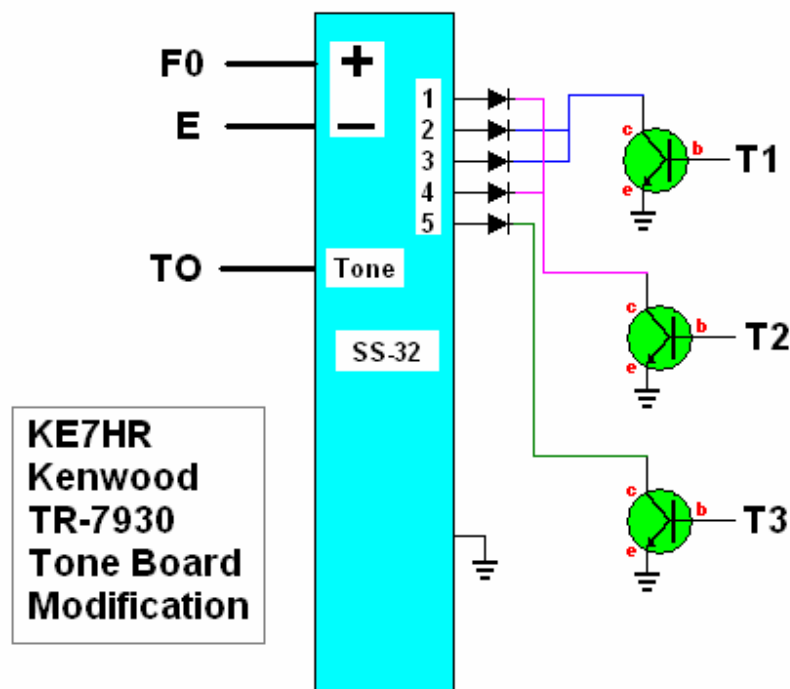 F0
+
E
−
1
2
3
4
5
TO
Tone
SS-32
c
b
e
T1
c
b
e
T2
c
b
e
T3
KE7HR
Kenwood
TR-7930
Tone Board
Modification